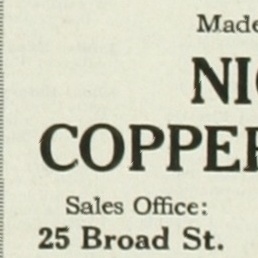 Made
NI
COPPER
Sales Office:
25 Broad St.